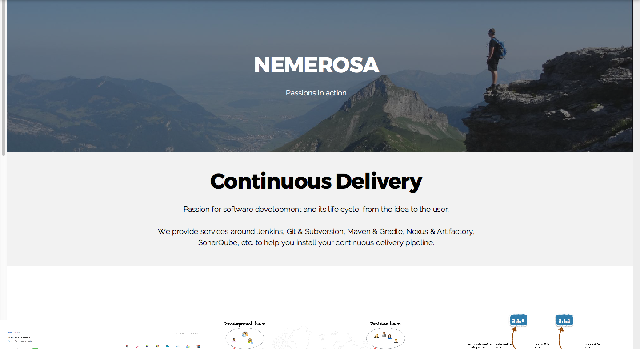 NEMEROSA
Passions in action
Continuous Delivery
Passion for software development and its life cycle, from the idea to the user.
We provide services around Jenkins, Git & Subversion, Maven & Gradle, Nexus & Artifactory,
SonarQube, etc. to help you install your continuous delivery pipeline.